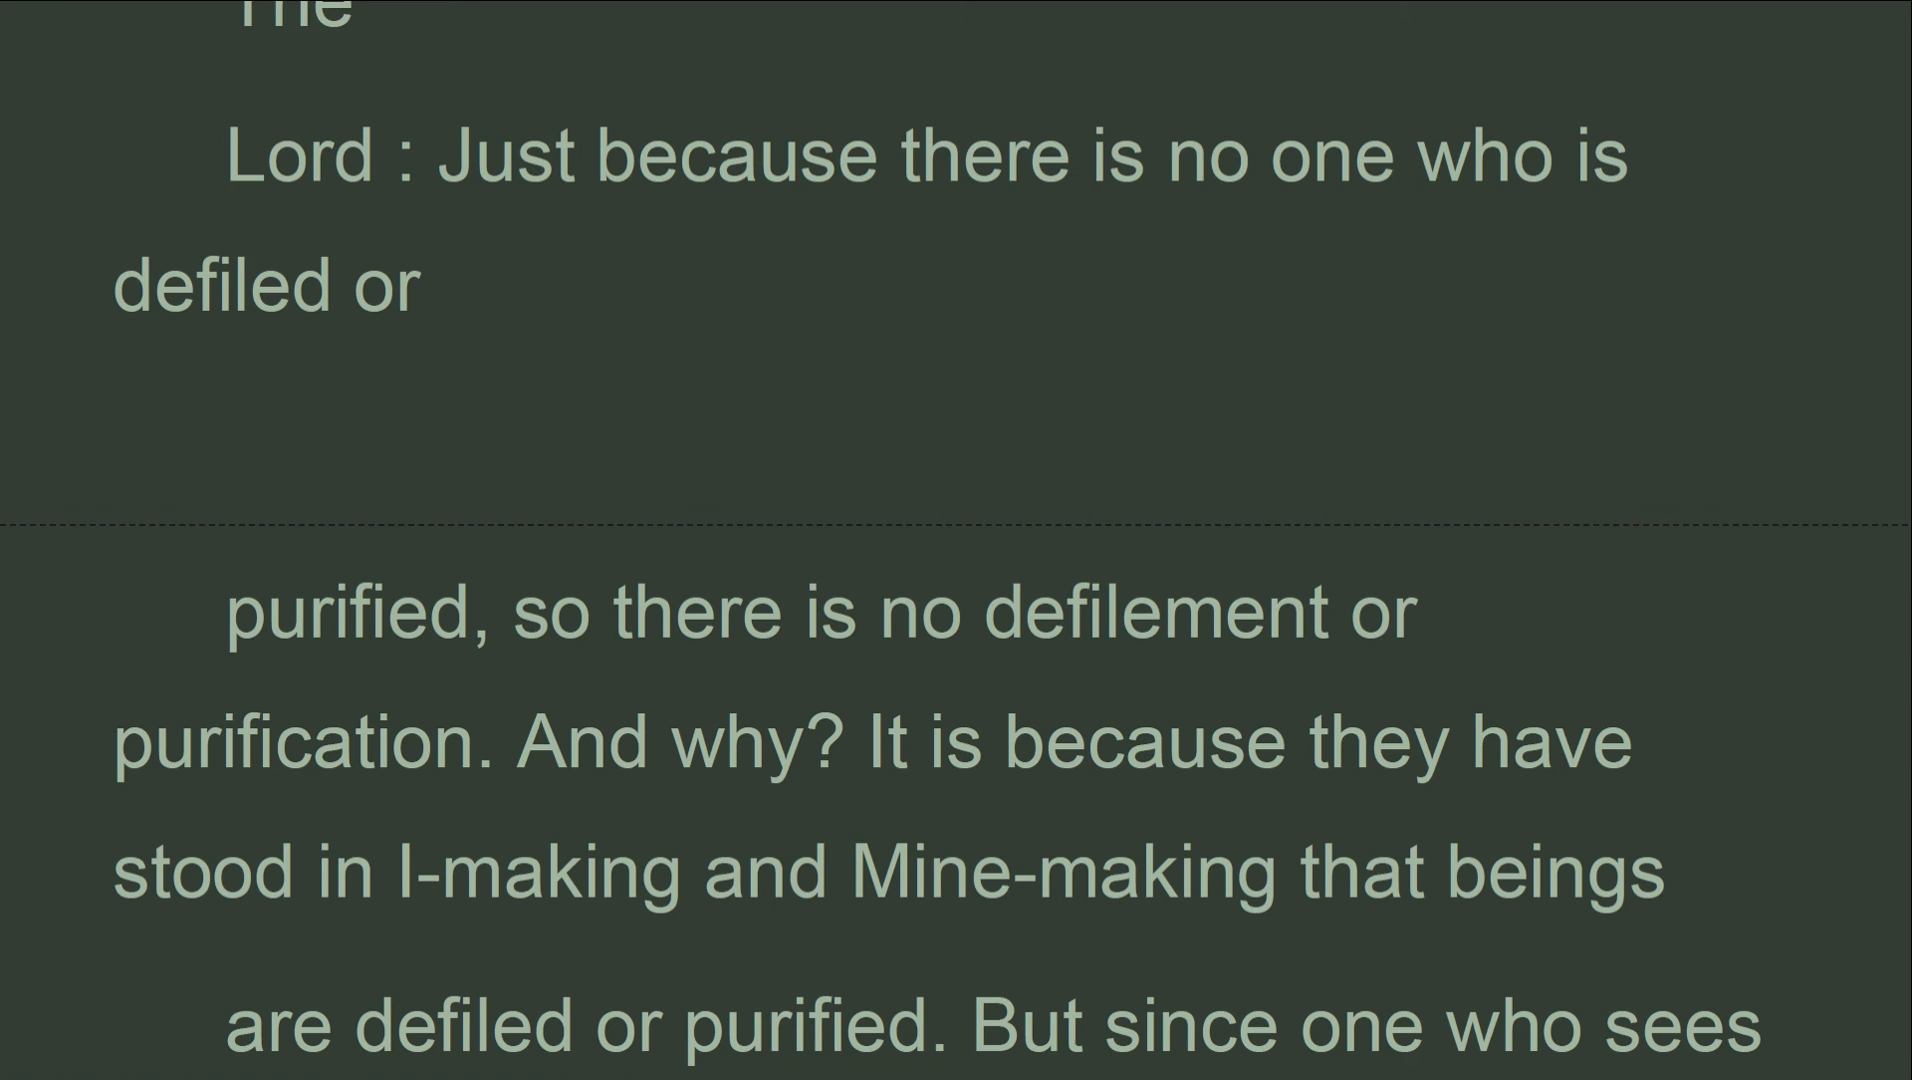 The
Lord : Just because there is no one who is
defiled or
purified, so there is no defilement or
purification. And why? It is because they have
stood in I-making and Mine-making that beings
are defiled or purified. But since one who sees